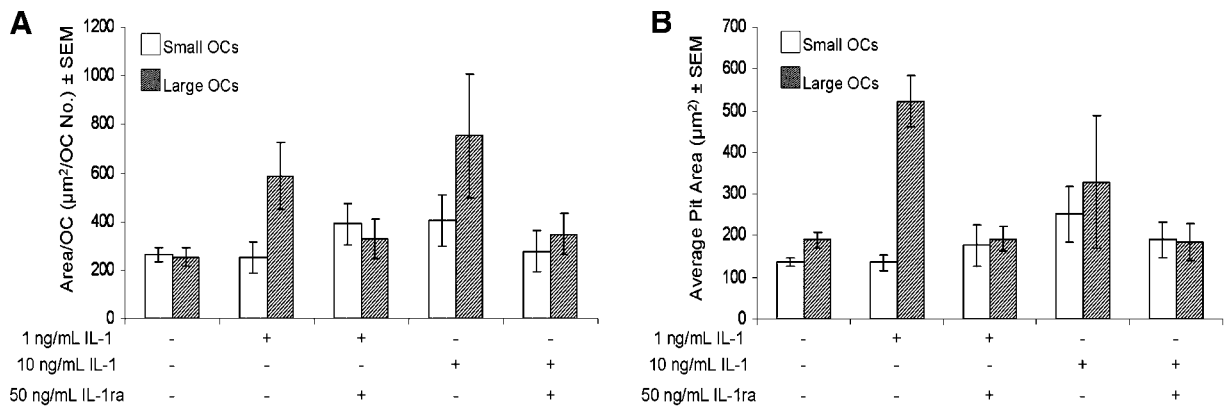 A
Area/OC (µm²/OC No.) ± SEM
1200
1000
800
600
400
200
0
Small OCs
Large OCs
1 ng/mL IL-1 - + + - -
10 ng/mL IL-1 - - - + +
50 ng/mL IL-1ra - - + - +
B
Average Pit Area (µm²⁾ ± SEM
700
600
500
400
300
200
100
0
Small OCs
Large OCs
1 ng/mL IL-1 - + + - -
10 ng/mL IL-1 - - - + +
50 ng/mL IL-1ra - - + - +